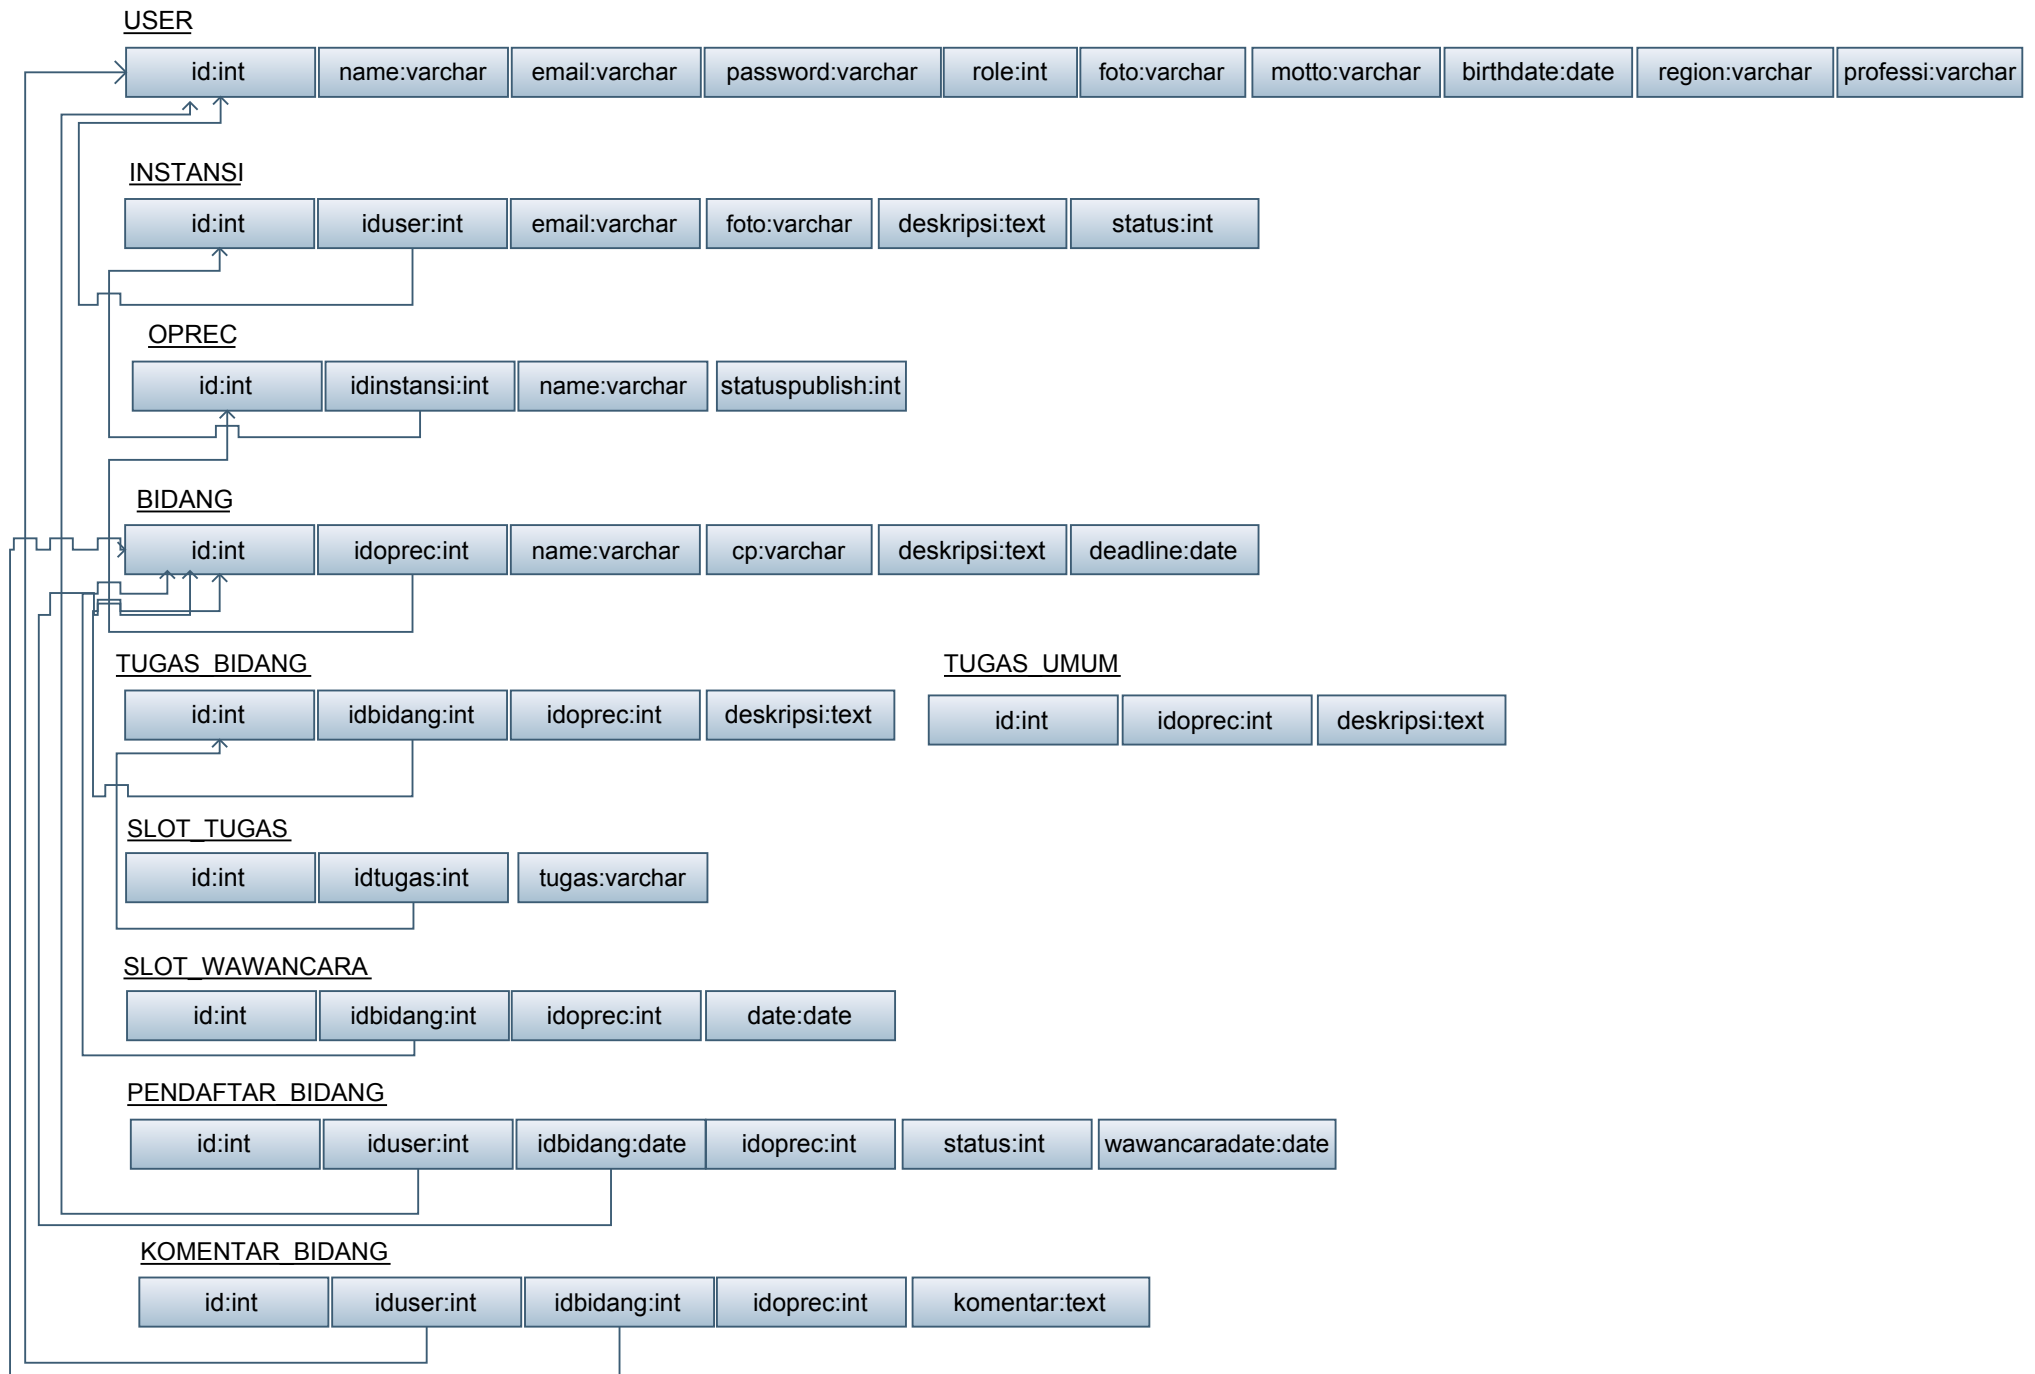 USER
id:int name:varchar email:varchar password:varchar role:int foto:varchar motto:varchar birthdate:date region:varchar professi:varchar
INSTANSI
id:int iduser:int email:varchar foto:varchar deskripsi:text status:int
OPREC
id:int idinstansi:int name:varchar statuspublish:int
BIDANG
id:int idoprec:int name:varchar cp:varchar deskripsi:text deadline:date
TUGAS_BIDANG TUGAS_UMUM
id:int idbidang:int idoprec:int deskripsi:text id:int idoprec:int deskripsi:text
SLOT_TUGAS
id:int idtugas:int tugas:varchar
SLOT_WAWANCARA
id:int idbidang:int idoprec:int date:date
PENDAFTAR_BIDANG
id:int iduser:int idbidang:date idoprec:int status:int wawancaradate:date
KOMENTAR_BIDANG
id:int iduser:int idbidang:int idoprec:int komentar:text